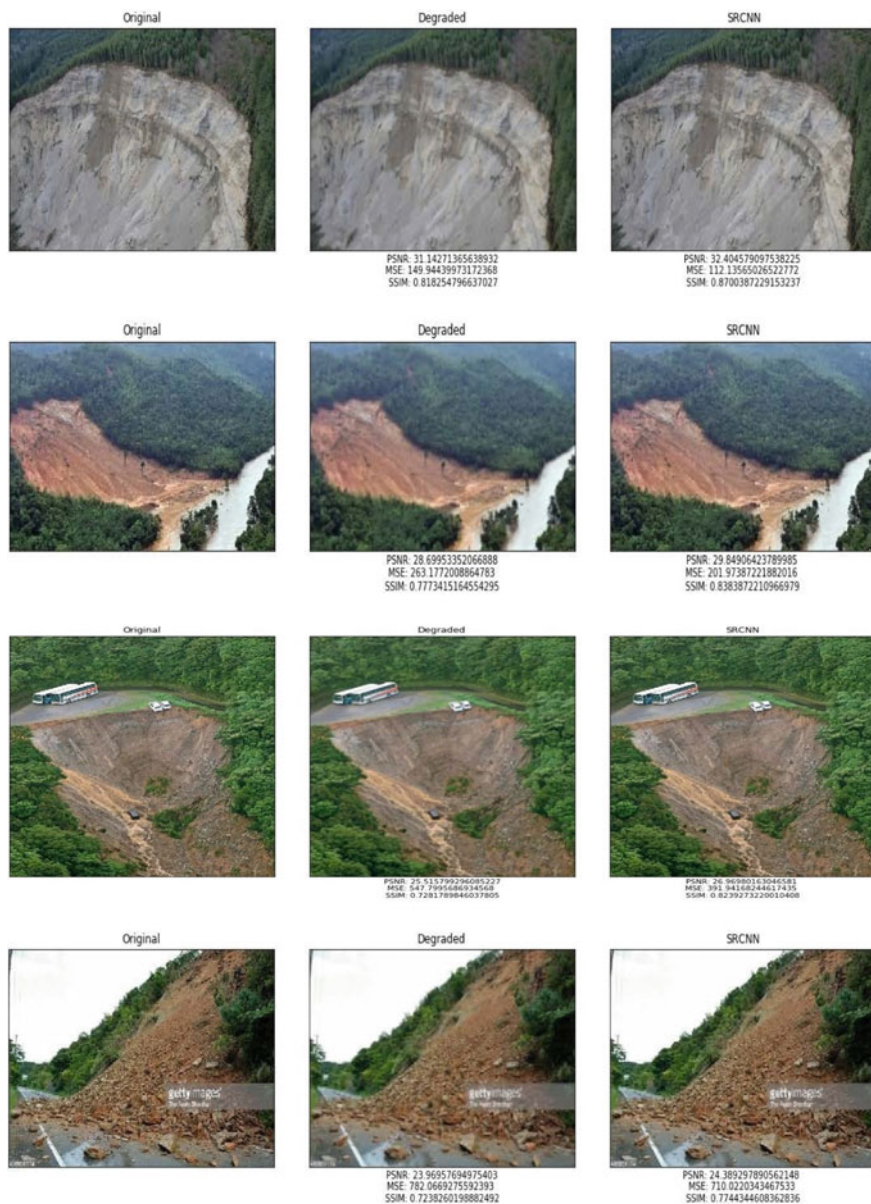 Original Degraded SRCNN
PSNR: 31.14271365638932 PSNR: 32.404579097538225
MSE: 149.94439973172368 MSE: 112.13565026522772
SSIM: 0.818254796637027 SSIM: 0.8700387229153237
Original Degraded SRCNN
PSNR: 28.69953352066888 PSNR: 29.84906423789985
MSE: 263.1772008864783 MSE: 201.97387221882016
SSIM: 0.7773415164554295 SSIM: 0.8383872210966979
Original Degraded SRCNN
PSNR: 25.515799296085227 PSNR: 26.96980163046581
MSE: 547.7995686934568 MSE: 391.94168244617435
SSIM: 0.7281789846037805 SSIM: 0.8239273220010408
Original Degraded SRCNN
gettyimages gettyimages gettyimages
PSNR: 23.96957694975403 PSNR: 24.389297890562148
MSE: 782.0669275592393 MSE: 710.0220343467533
SSIM: 0.7238260198882492 SSIM: 0.7744344608362836